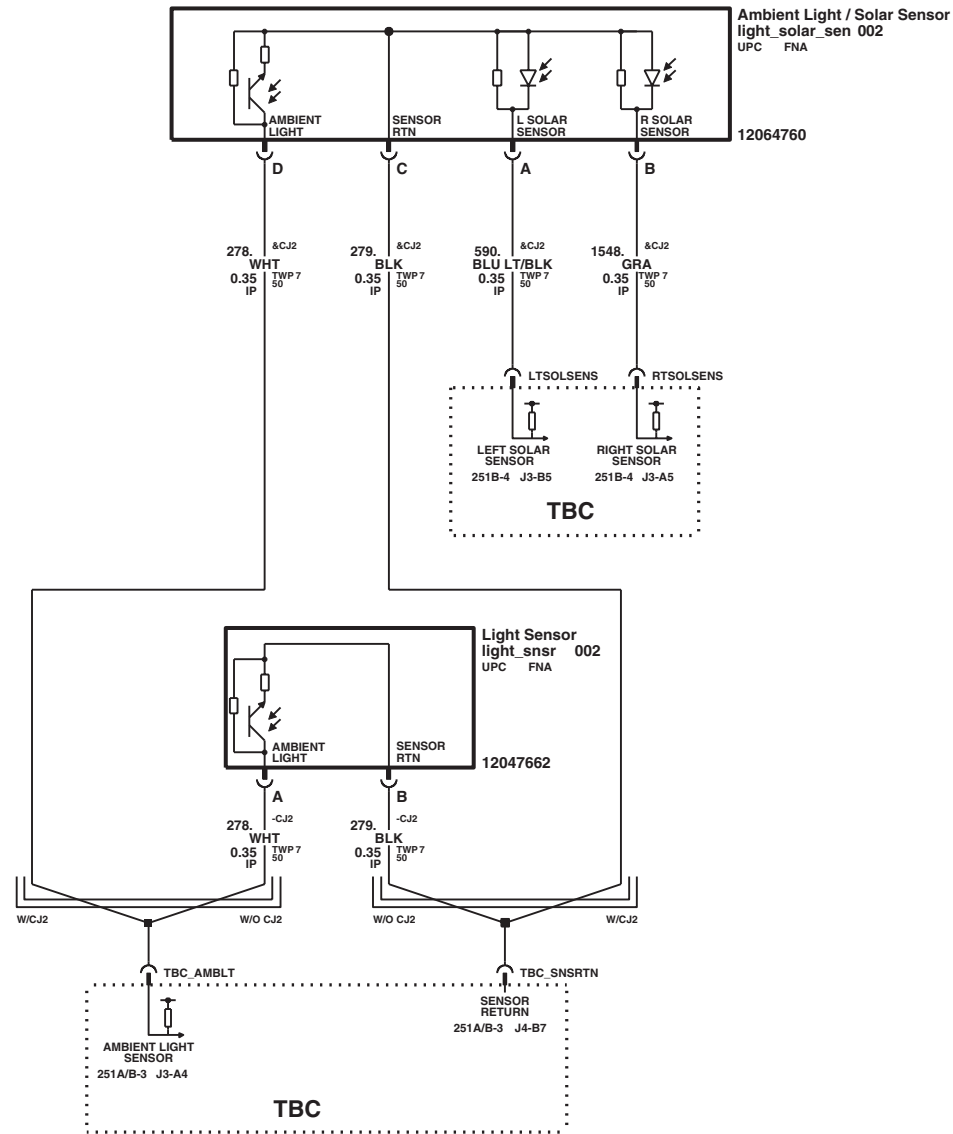 Ambient Light / Solar Sensor
light_solar_sen 002
UPC FNA
AMBIENT
LIGHT
SENSOR
RTN
L SOLAR
SENSOR
R SOLAR
SENSOR
12064760
D
C
A
B
278.
&CJ2
WHT
0.35
TWP 7
50
IP
279.
&CJ2
BLK
0.35
TWP 7
50
IP
590.
&CJ2
BLU LT/BLK
0.35
TWP 7
50
IP
1548.
&CJ2
GRA
0.35
TWP 7
50
IP
LTSOLSENS
RTSOLSENS
LEFT SOLAR
SENSOR
251B-4 J3-B5
RIGHT SOLAR
SENSOR
251B-4 J3-A5
TBC
Light Sensor
light_snsr 002
UPC FNA
AMBIENT
LIGHT
SENSOR
RTN
12047662
A
B
278.
-CJ2
WHT
0.35
TWP 7
50
IP
279.
-CJ2
BLK
0.35
TWP 7
50
IP
W/CJ2
W/O CJ2
W/O CJ2
W/CJ2
TBC_AMBLT
TBC_SNSRTN
SENSOR
RETURN
251A/B-3 J4-B7
AMBIENT LIGHT
SENSOR
251A/B-3 J3-A4
TBC